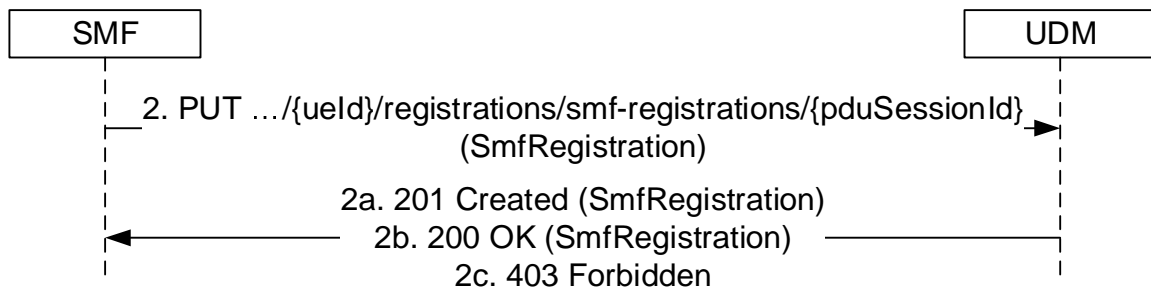 SMF
UDM
2. PUT …/{ueId}/registrations/smf-registrations/{pduSessionId}
(SmfRegistration)
2a. 201 Created (SmfRegistration)
2b. 200 OK (SmfRegistration)
2c. 403 Forbidden